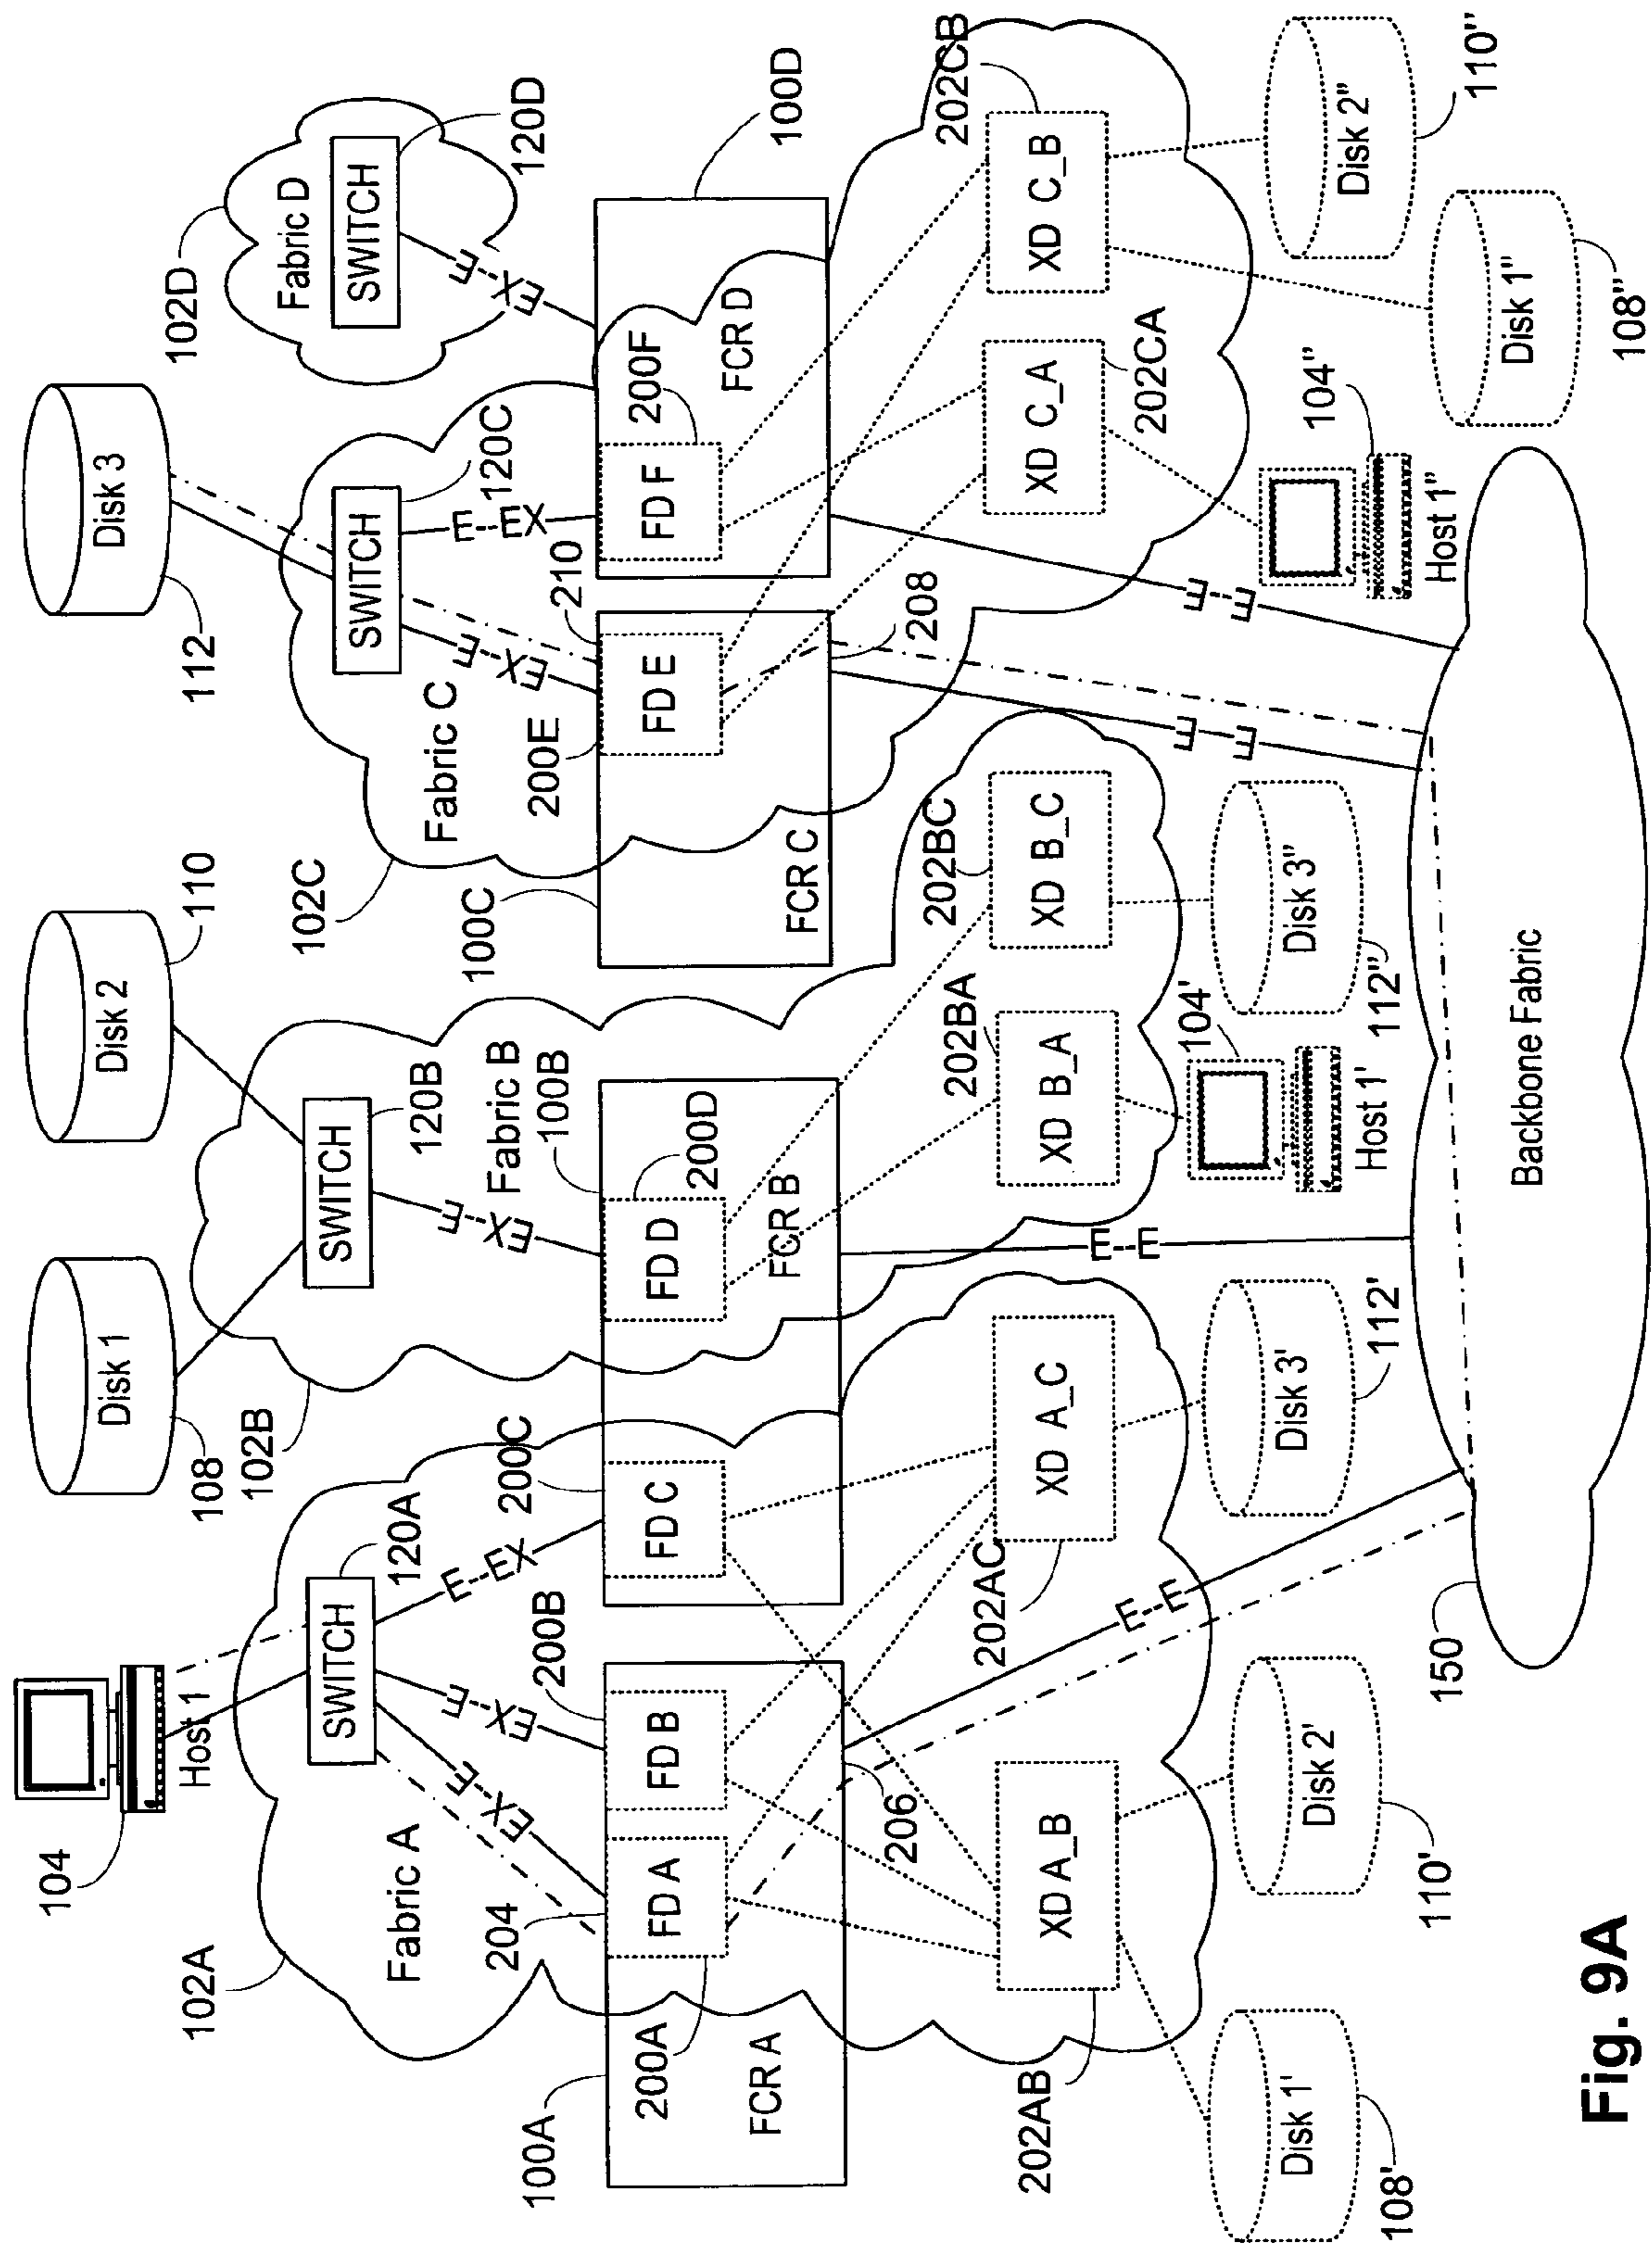 104
Host 1
Disk 1
108
Disk 2
110
Disk 3
112
102A
Fabric A
SWITCH
120A
102B
SWITCH
120B
Fabric B
102C
Fabric C
SWITCH
120C
102D
Fabric D
SWITCH
120D
E--EX
E--EX
E--EX
E--EX
E--EX
E--EX
E--EX
204
200B
200C
100B
200E
210
100A
200A
FCR A
FD A
FD B
206
FD C
FD D
200D
FCR B
100C
FCR C
FD E
208
FD F
200F
FCR D
100D
202AB
XD A_B
202AC
XD A_C
202BA
XD B_A
202BC
XD B_C
XD C_A
202CA
XD C_B
202CB
E--E
E--E
E--E
E--E
Disk 1'
108'
Disk 2'
110'
Disk 3'
112'
104'
Host 1'
Disk 3"
112"
104"
Host 1"
Disk 1"
108"
Disk 2"
110"
150
Backbone Fabric
Fig. 9A